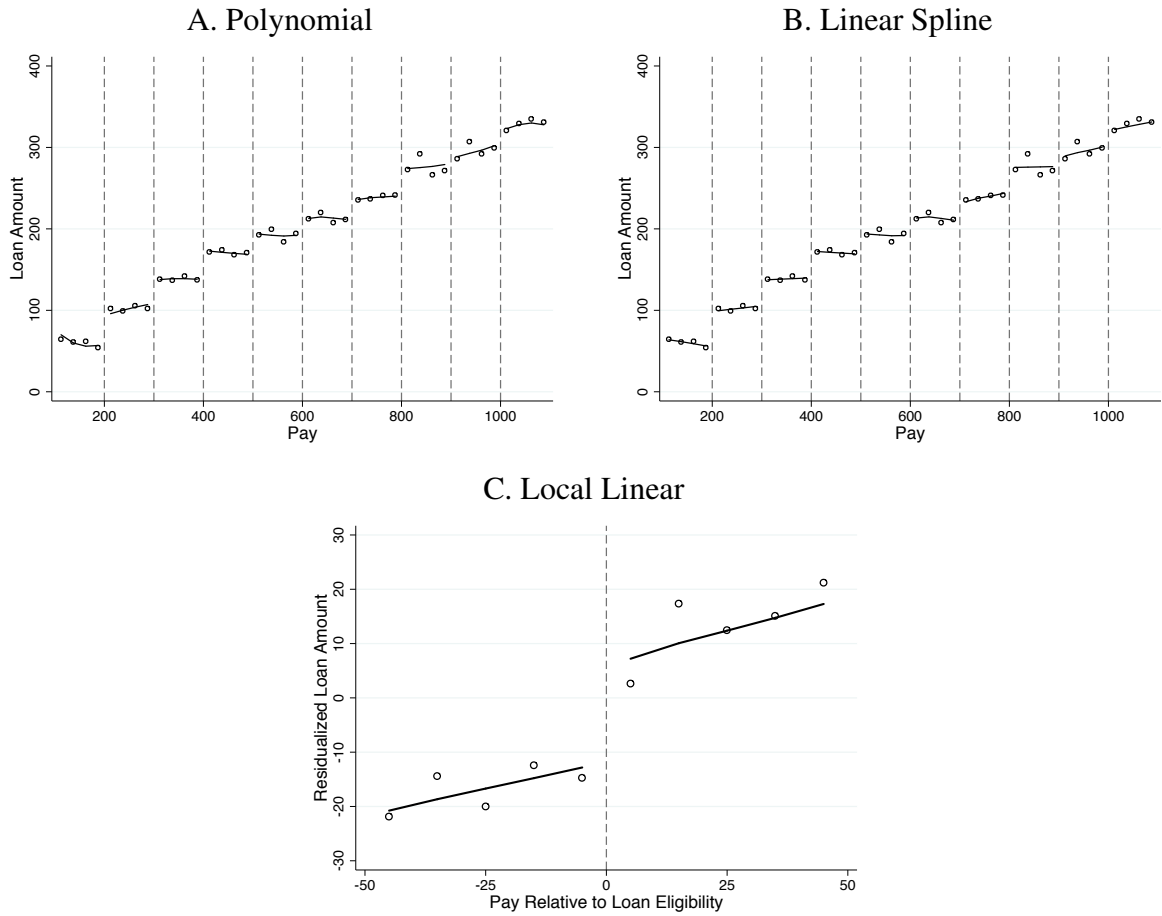 A. Polynomial
Loan Amount
0 100 200 300 400
200 400 600 800 1000
Pay
B. Linear Spline
Loan Amount
0 100 200 300 400
200 400 600 800 1000
Pay
C. Local Linear
Residualized Loan Amount
-30 -20 -10 0 10 20 30
-50 -25 0 25 50
Pay Relative to Loan Eligibility